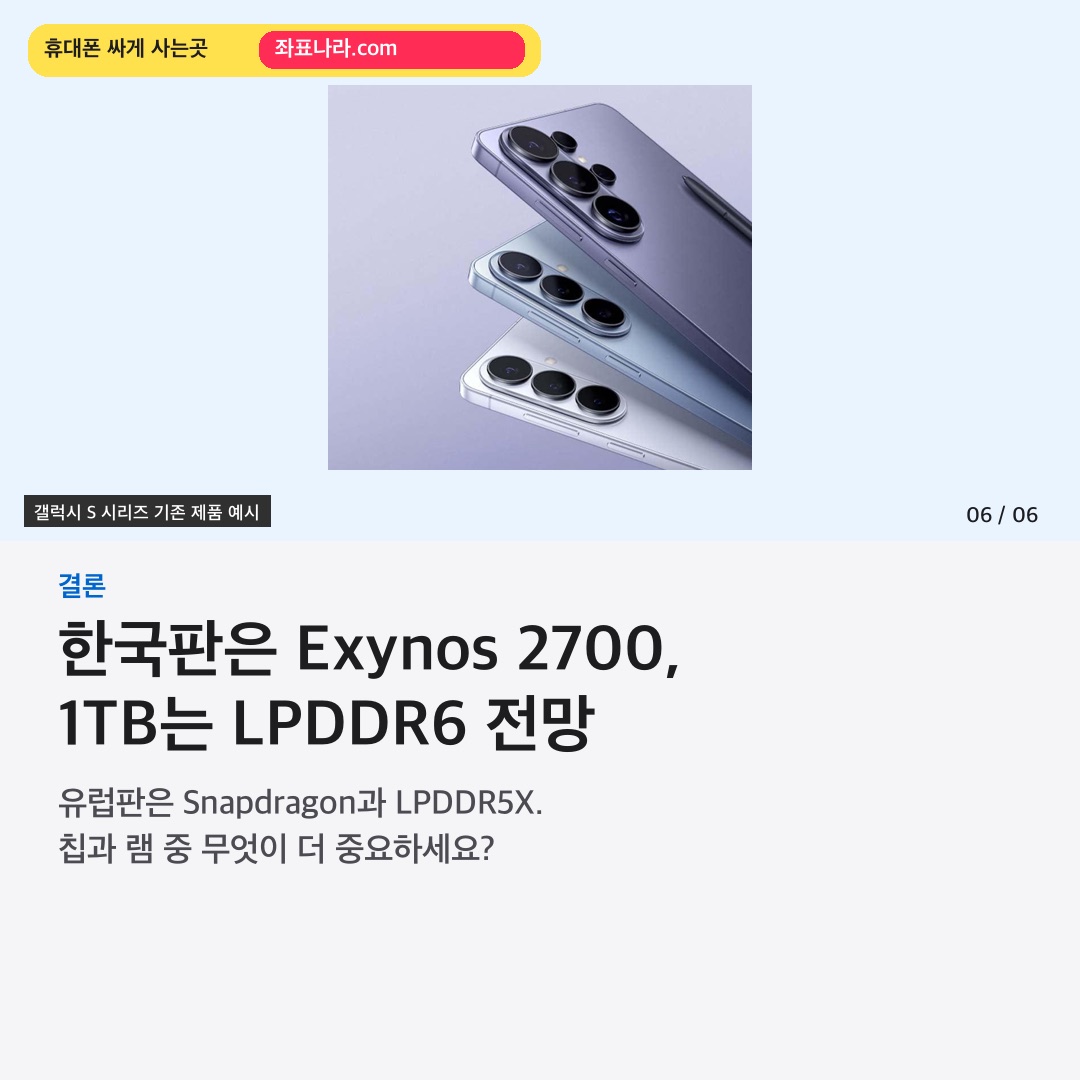 휴대폰 싸게 사는곳
좌표나라.com
갤럭시 S 시리즈 기존 제품 예시
06 / 06
결론
한국판은 Exynos 2700,
1TB는 LPDDR6 전망
유럽판은 Snapdragon과 LPDDR5X.
칩과 램 중 무엇이 더 중요하세요?